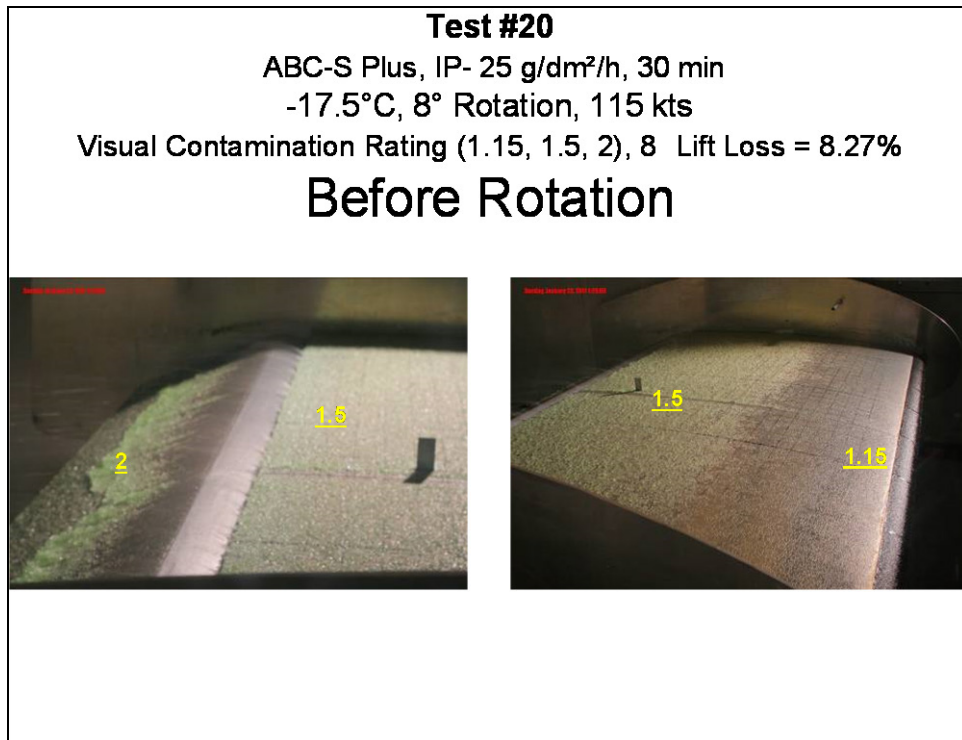 Test #20
ABC-S Plus, IP- 25 g/dm²/h, 30 min
-17.5°C, 8° Rotation, 115 kts
Visual Contamination Rating (1.15, 1.5, 2), 8 Lift Loss = 8.27%
Before Rotation
2
1.5
1.5
1.15